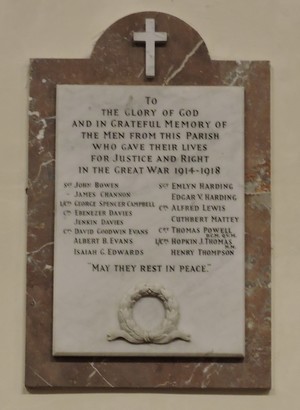 TO
THE GLORY OF GOD
AND IN GRATEFUL MEMORY OF
THE MEN FROM THIS PARISH
WHO GAVE THEIR LIVES
FOR JUSTICE AND RIGHT
IN THE GREAT WAR 1914-1918
JOHN BOWEN
JAMES CHANNON
GEORGE SPENCER CAMPBELL
EBENEZER DAVIES
JENKIN DAVIES
DAVID GOODWIN EVANS
ALBERT B. EVANS
ISAIAH G. EDWARDS
EMLYN HARDING
EDGAR V. HARDING
ALFRED LEWIS
CUTHBERT MATTEY
THOMAS POWELL
HOPKIN J. THOMAS
M.M.
HENRY THOMPSON
"MAY THEY REST IN PEACE."